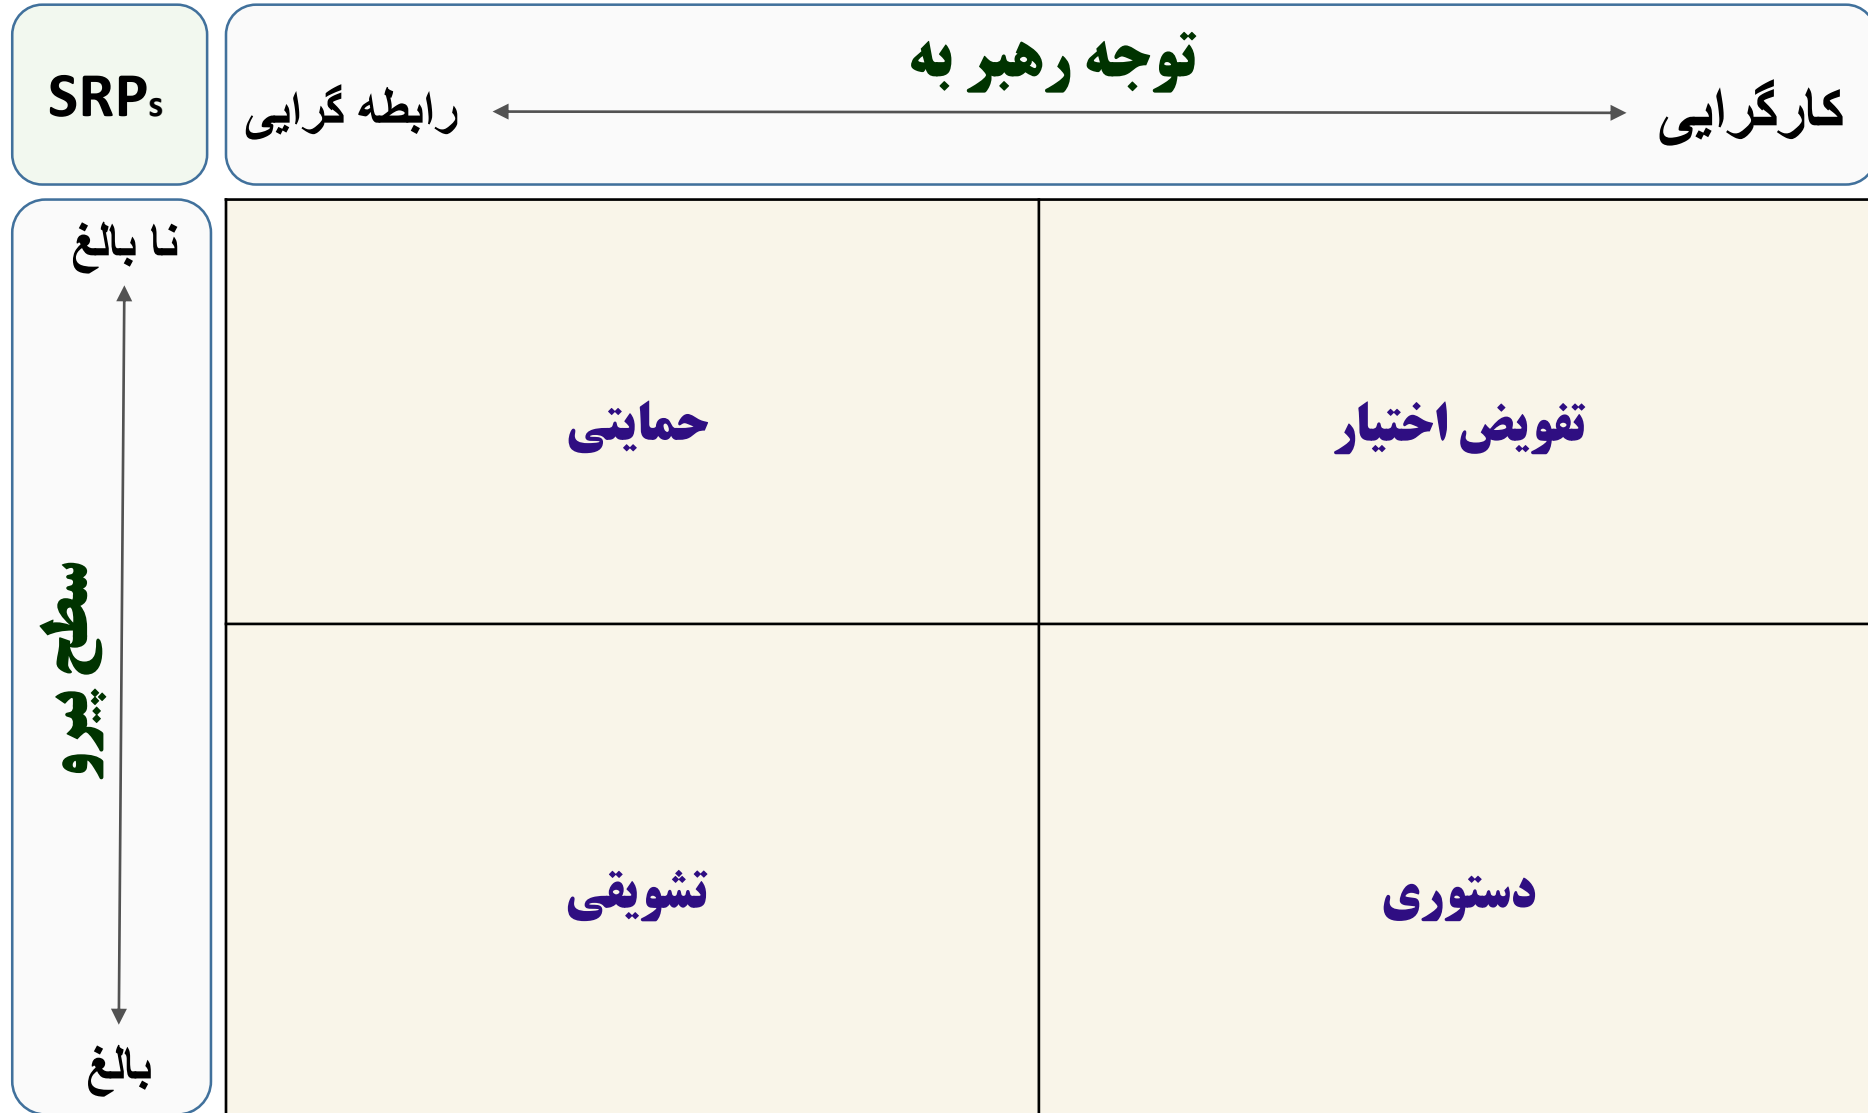 SRPs
توجه رهبر به
کارگرایی
رابطه گرایی
نا بالغ
سطح پیرو
بالغ
تفویض اختیار
حمایتی
دستوری
تشویقی